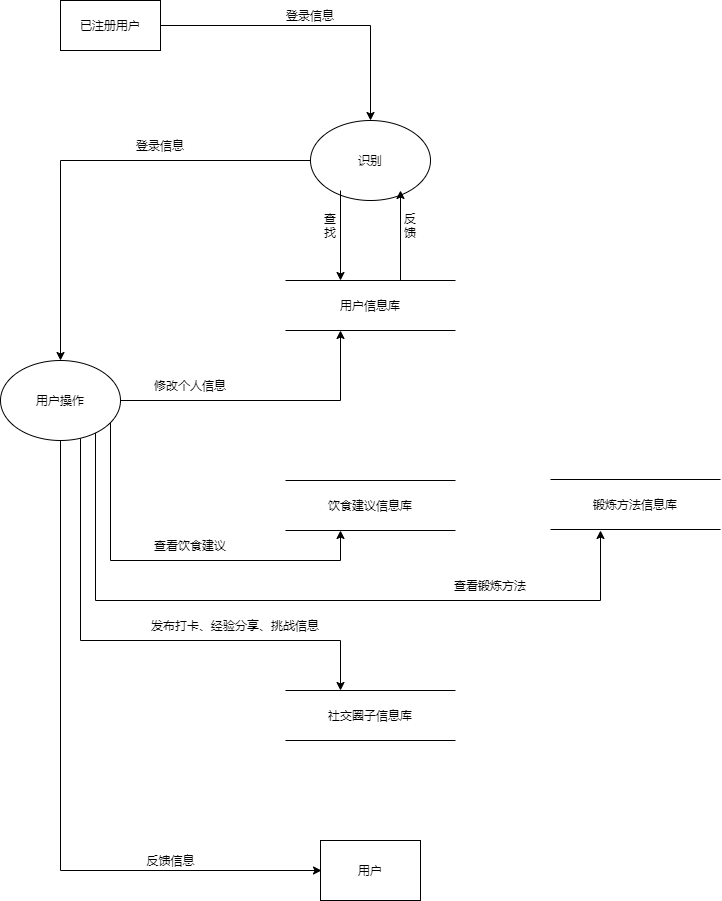 已注册用户
登录信息
登录信息
识别
查
找
反
馈
用户信息库
修改个人信息
用户操作
饮食建议信息库
锻炼方法信息库
查看饮食建议
查看锻炼方法
发布打卡、经验分享、挑战信息
社交圈子信息库
反馈信息
用户